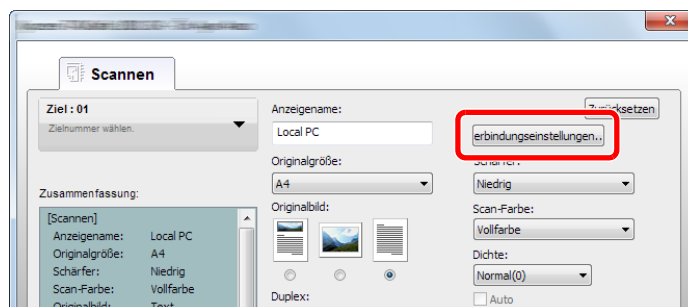 Scannen
Ziel : 01
Zielnummer wählen.
Zusammenfassung:
[Scannen]
Anzeigename: Local PC
Originalgröße: A4
Schärfer: Niedrig
Scan-Farbe: Vollfarbe
Originalbild: Text
Anzeigename:
Local PC
Originalgröße:
A4
Originalbild:
Duplex:
Zurücksetzen
erbindungseinstellungen..
Schärfer:
Niedrig
Scan-Farbe:
Vollfarbe
Dichte:
Normal(0)
Auto